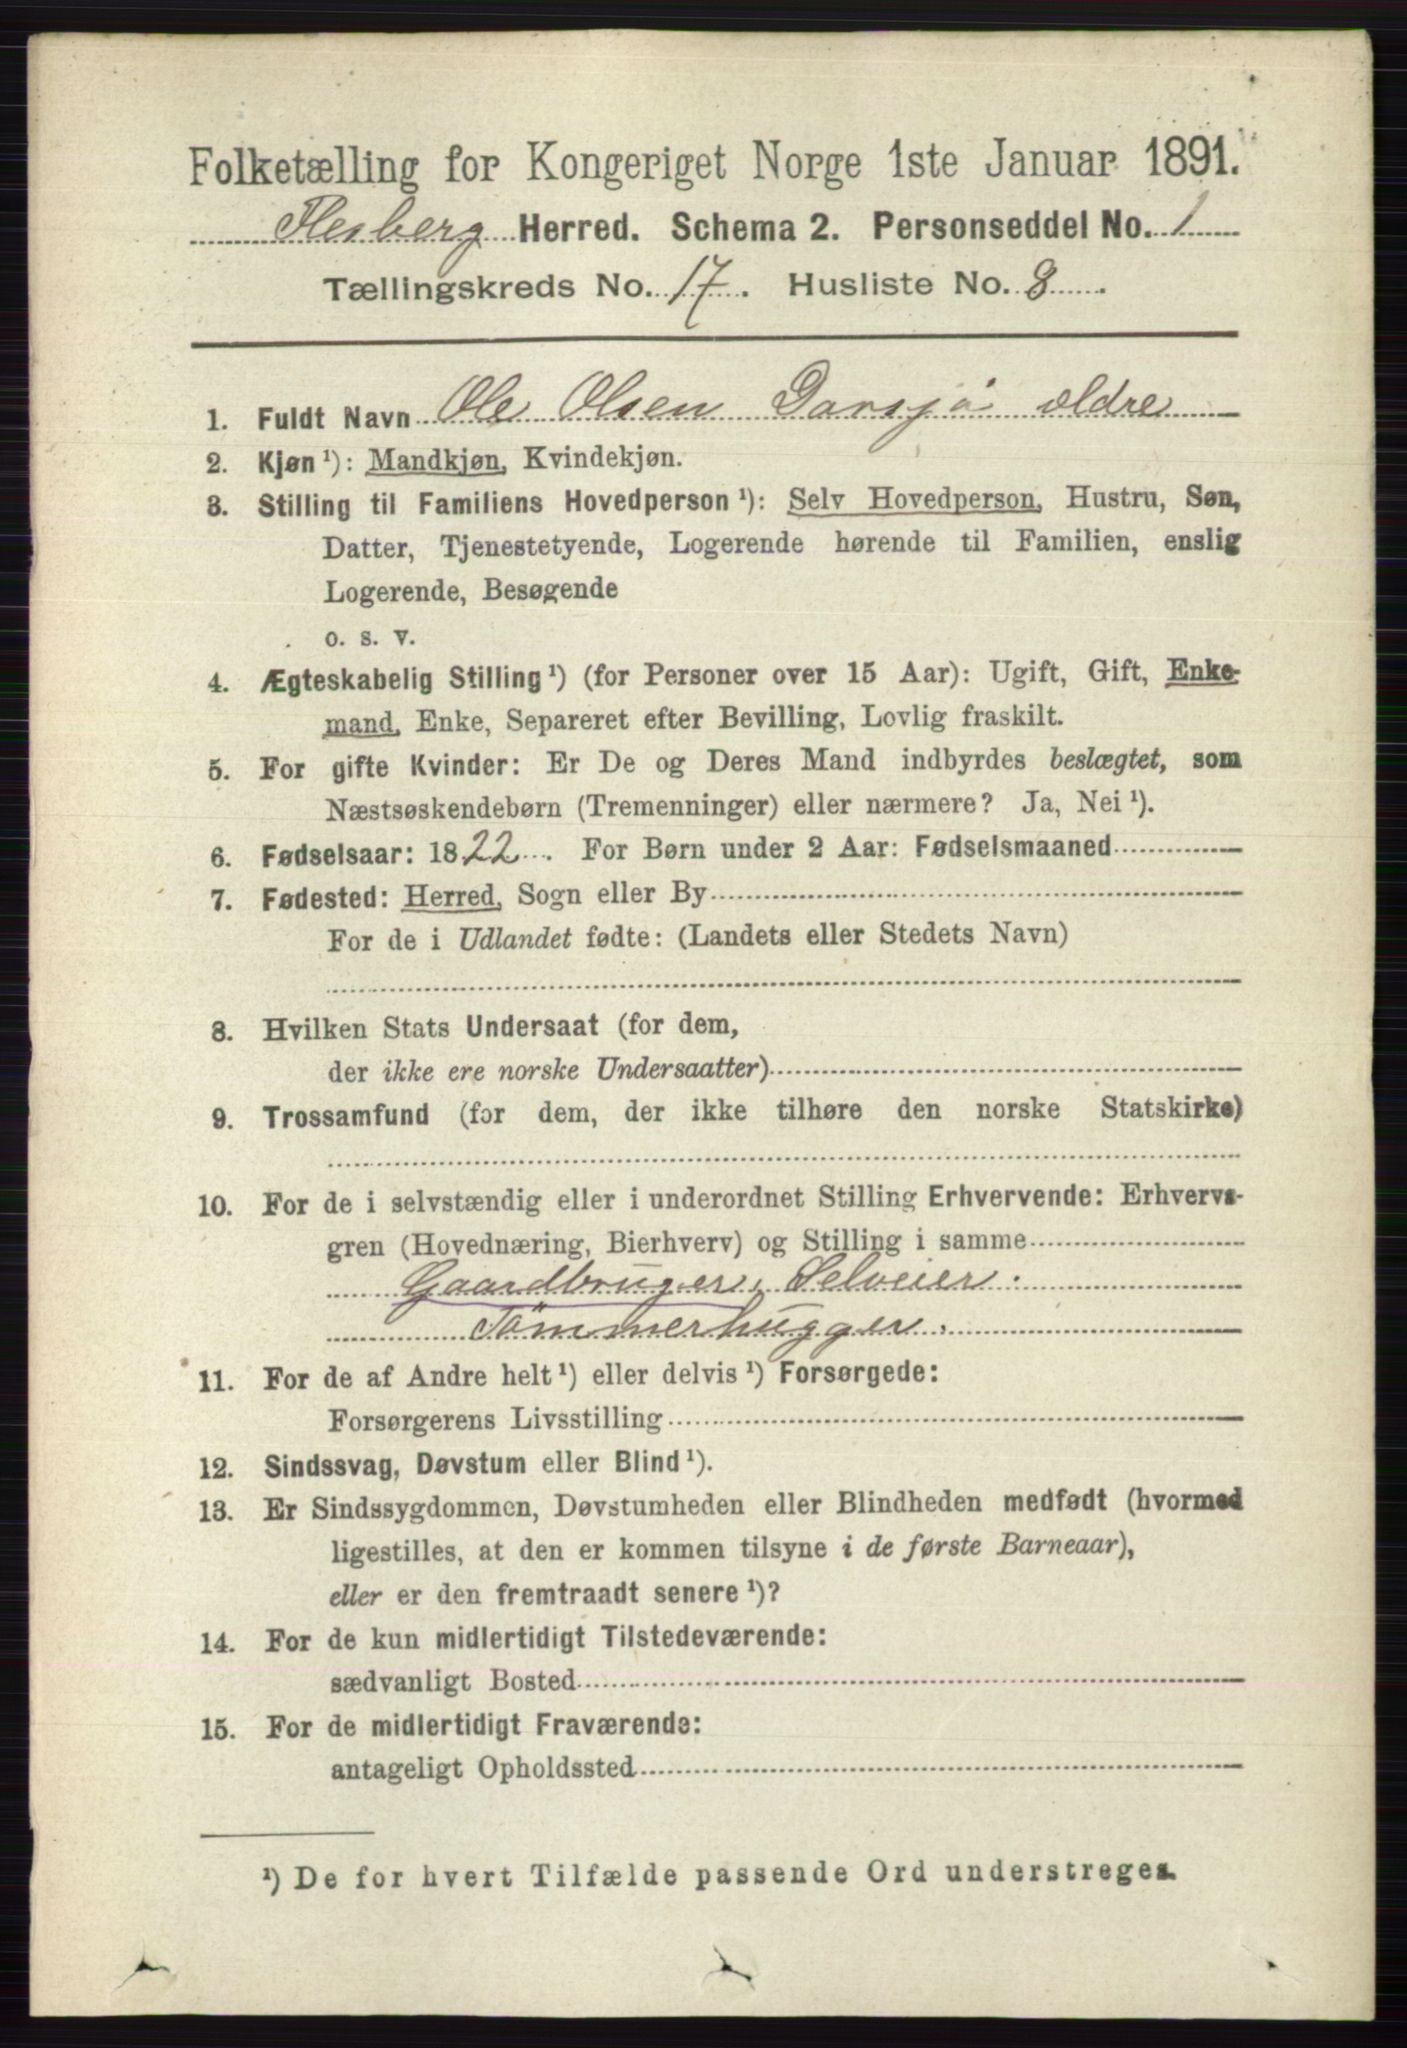 Folketælling for Kongeriget Norge 1ste Januar 1891.
Flesberg Herred. Schema 2. Personseddel No. 1
Tællingskreds No. 17. Husliste No. 8.
1. Fuldt Navn Ole Olsen Darsjø ældre
2. Kjøn ¹): Mandkjøn, Kvindekjøn.
3. Stilling til Familiens Hovedperson ¹): Selv Hovedperson, Hustru, Søn,
Datter, Tjenestetyende, Logerende hørende til Familien, enslig
Logerende, Besøgende
o. s. v.
4. Ægteskabelig Stilling ¹) (for Personer over 15 Aar): Ugift, Gift, Enke-
mand, Enke, Separeret efter Bevilling, Lovlig fraskilt.
5. For gifte Kvinder: Er De og Deres Mand indbyrdes beslægtet, som
Næstsøskendebørn (Tremenninger) eller nærmere? Ja, Nei ¹).
6. Fødselsaar: 1822. For Børn under 2 Aar: Fødselsmaaned
7. Fødested: Herred, Sogn eller By
For de i Udlandet fødte: (Landets eller Stedets Navn)
8. Hvilken Stats Undersaat (for dem,
der ikke ere norske Undersaatter)
9. Trossamfund (for dem, der ikke tilhøre den norske Statskirke)
10. For de i selvstændig eller i underordnet Stilling Erhvervende: Erhvervs-
gren (Hovednæring, Bierhverv) og Stilling i samme
Gaardbruger, Selveier.
Tømmerhugger.
11. For de af Andre helt ¹) eller delvis ¹) Forsørgede:
Forsørgerens Livsstilling
12. Sindssvag, Døvstum eller Blind ¹).
13. Er Sindssygdommen, Døvstumheden eller Blindheden medfødt (hvormed
ligestilles, at den er kommen tilsyne i de første Barneaar),
eller er den fremtraadt senere ¹)?
14. For de kun midlertidigt Tilstedeværende:
sædvanligt Bosted
15. For de midlertidigt Fraværende:
antageligt Opholdssted
¹) De for hvert Tilfælde passende Ord understreges.